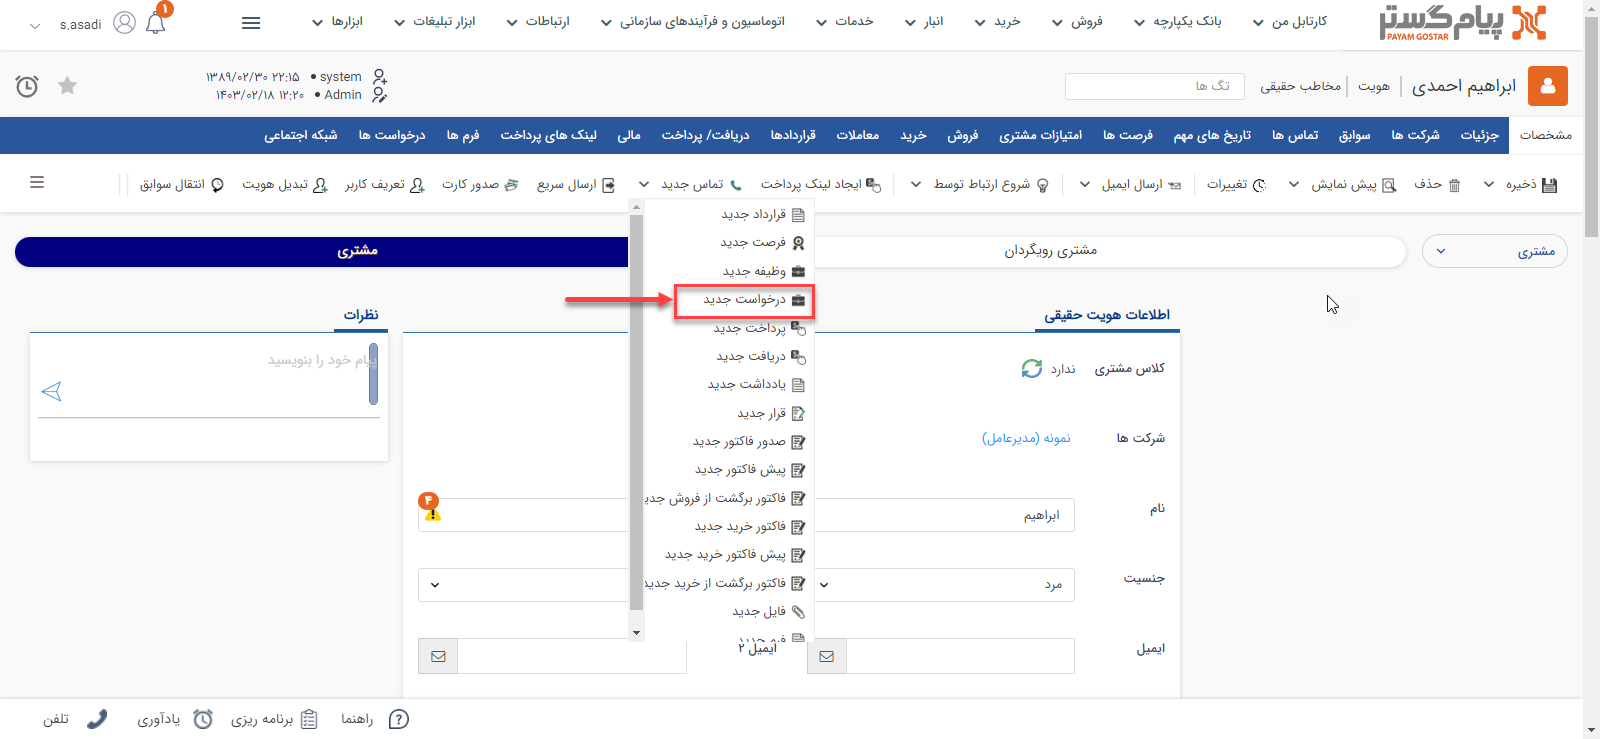 پیام گستر
PAYAM GOSTAR
کارتابل من
بانک یکپارچه
فروش
خرید
انبار
خدمات
اتوماسیون و فرآیندهای سازمانی
ارتباطات
ابزار تبلیغات
ابزارها
۱
s.asadi
ابراهیم احمدی
هویت
مخاطب حقیقی
تگ ها
system • ۱۳۸۹/۰۲/۳۰ ۲۲:۱۵
Admin • ۱۴۰۳/۰۲/۱۸ ۱۲:۲۰
مشخصات
جزئیات
شرکت ها
سوابق
تماس ها
تاریخ های مهم
فرصت ها
امتیازات مشتری
فروش
خرید
معاملات
قراردادها
دریافت/ پرداخت
مالی
لینک های پرداخت
فرم ها
درخواست ها
شبکه اجتماعی
ذخیره
حذف
پیش نمایش
تغییرات
ارسال ایمیل
شروع ارتباط توسط
ایجاد لینک پرداخت
تماس جدید
ارسال سریع
صدور کارت
تعریف کاربر
تبدیل هویت
انتقال سوابق
مشتری
مشتری رویگردان
مشتری
قرارداد جدید
فرصت جدید
وظیفه جدید
درخواست جدید
پرداخت جدید
دریافت جدید
یادداشت جدید
قرار جدید
صدور فاکتور جدید
پیش فاکتور جدید
فاکتور برگشت از فروش جدید
فاکتور خرید جدید
پیش فاکتور خرید جدید
فاکتور برگشت از خرید جدید
فایل جدید
فرم جدید
اطلاعات هویت حقیقی
کلاس مشتری
ندارد
شرکت ها
نمونه (مدیرعامل)
نام
ابراهیم
۴
جنسیت
مرد
ایمیل
ایمیل ۲
نظرات
پیام خود را بنویسید
راهنما
برنامه ریزی
یادآوری
تلفن